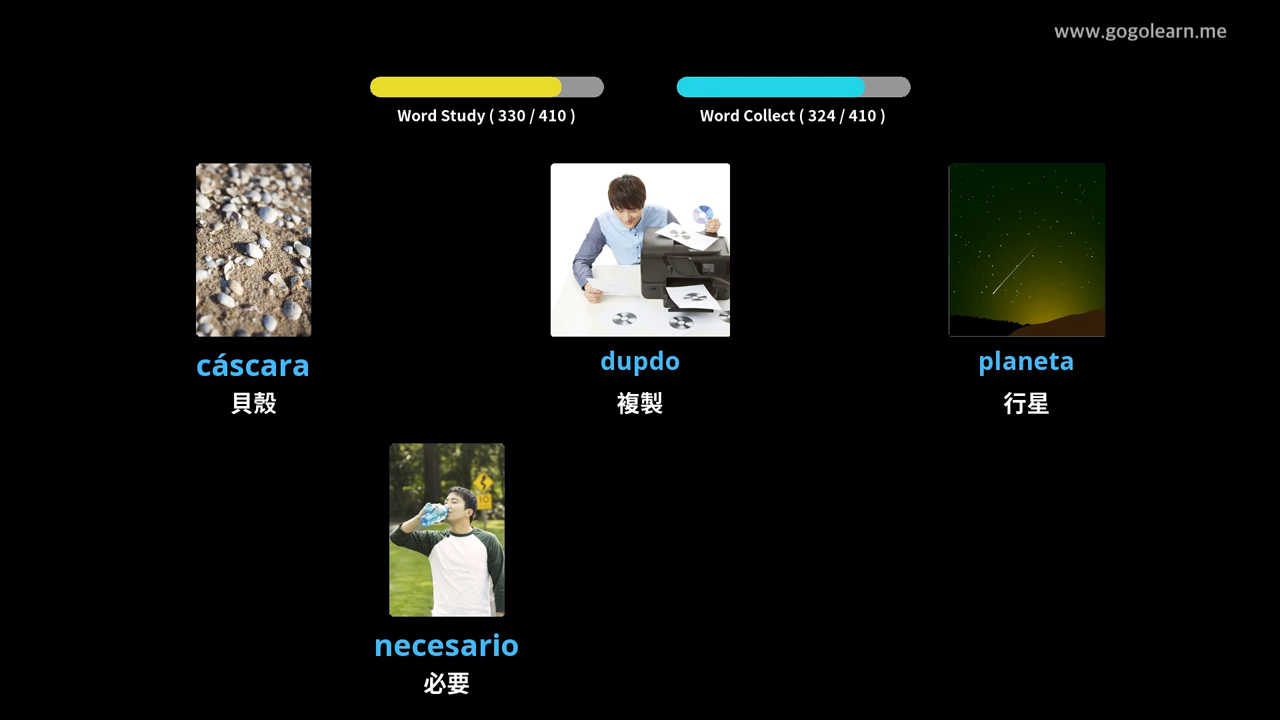 www.gogolearn.me
Word Study ( 330 / 410 )
Word Collect ( 324 / 410 )
cáscara
貝殼
dupdo
複製
planeta
行星
necesario
必要